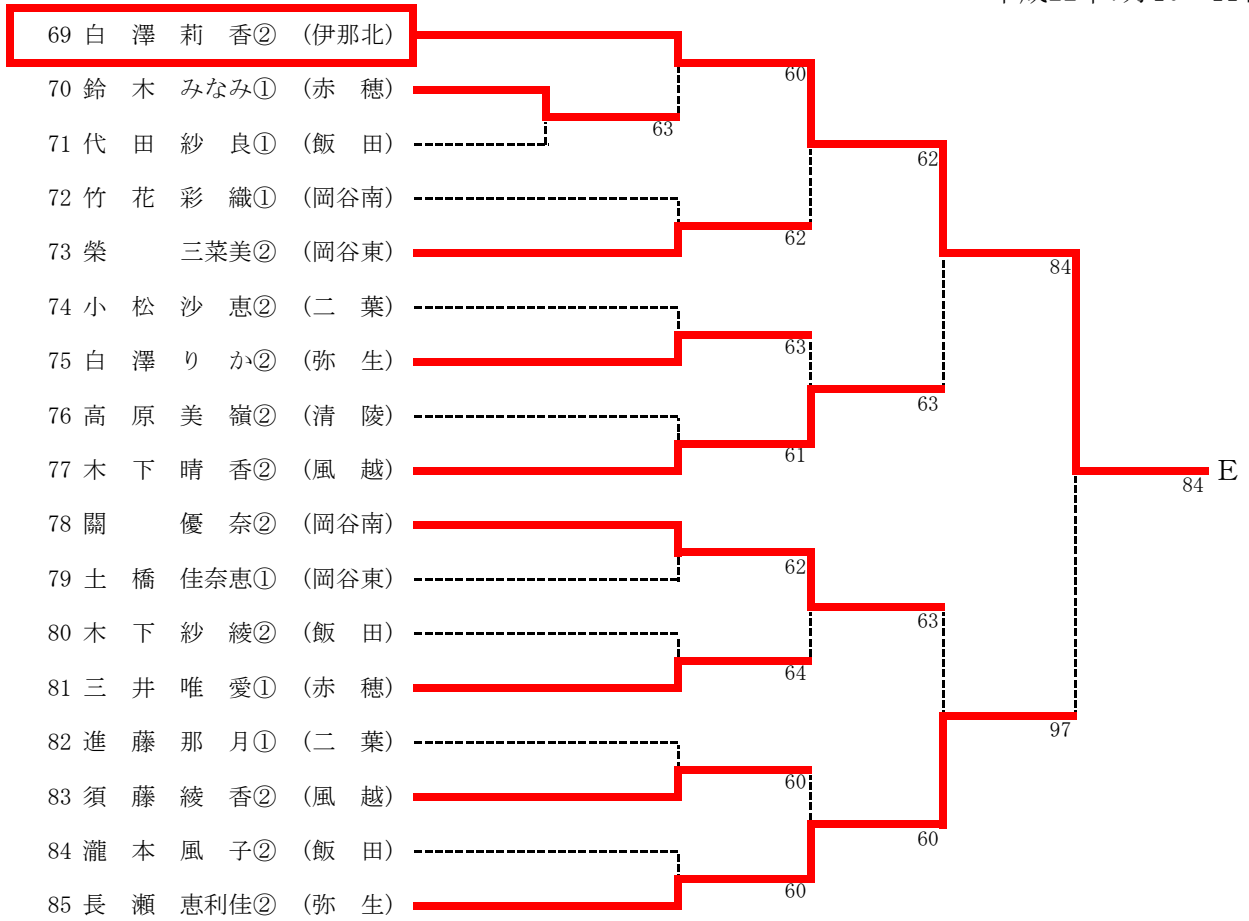 69 白 澤 莉 香② (伊那北)
70 鈴 木 みなみ① (赤 穂)
71 代 田 紗 良① (飯 田)
72 竹 花 彩 織① (岡谷南)
73 榮 三菜美② (岡谷東)
74 小 松 沙 恵② (二 葉)
75 白 澤 り か② (弥 生)
76 高 原 美 嶺② (清 陵)
77 木 下 晴 香② (風 越)
78 關 優 奈② (岡谷南)
79 土 橋 佳奈恵① (岡谷東)
80 木 下 紗 綾② (飯 田)
81 三 井 唯 愛① (赤 穂)
82 進 藤 那 月① (二 葉)
83 須 藤 綾 香② (風 越)
84 瀧 本 風 子② (飯 田)
85 長 瀬 恵利佳② (弥 生)
63
60
62
63
61
62
64
60
60
62
63
63
60
84
97
84
E